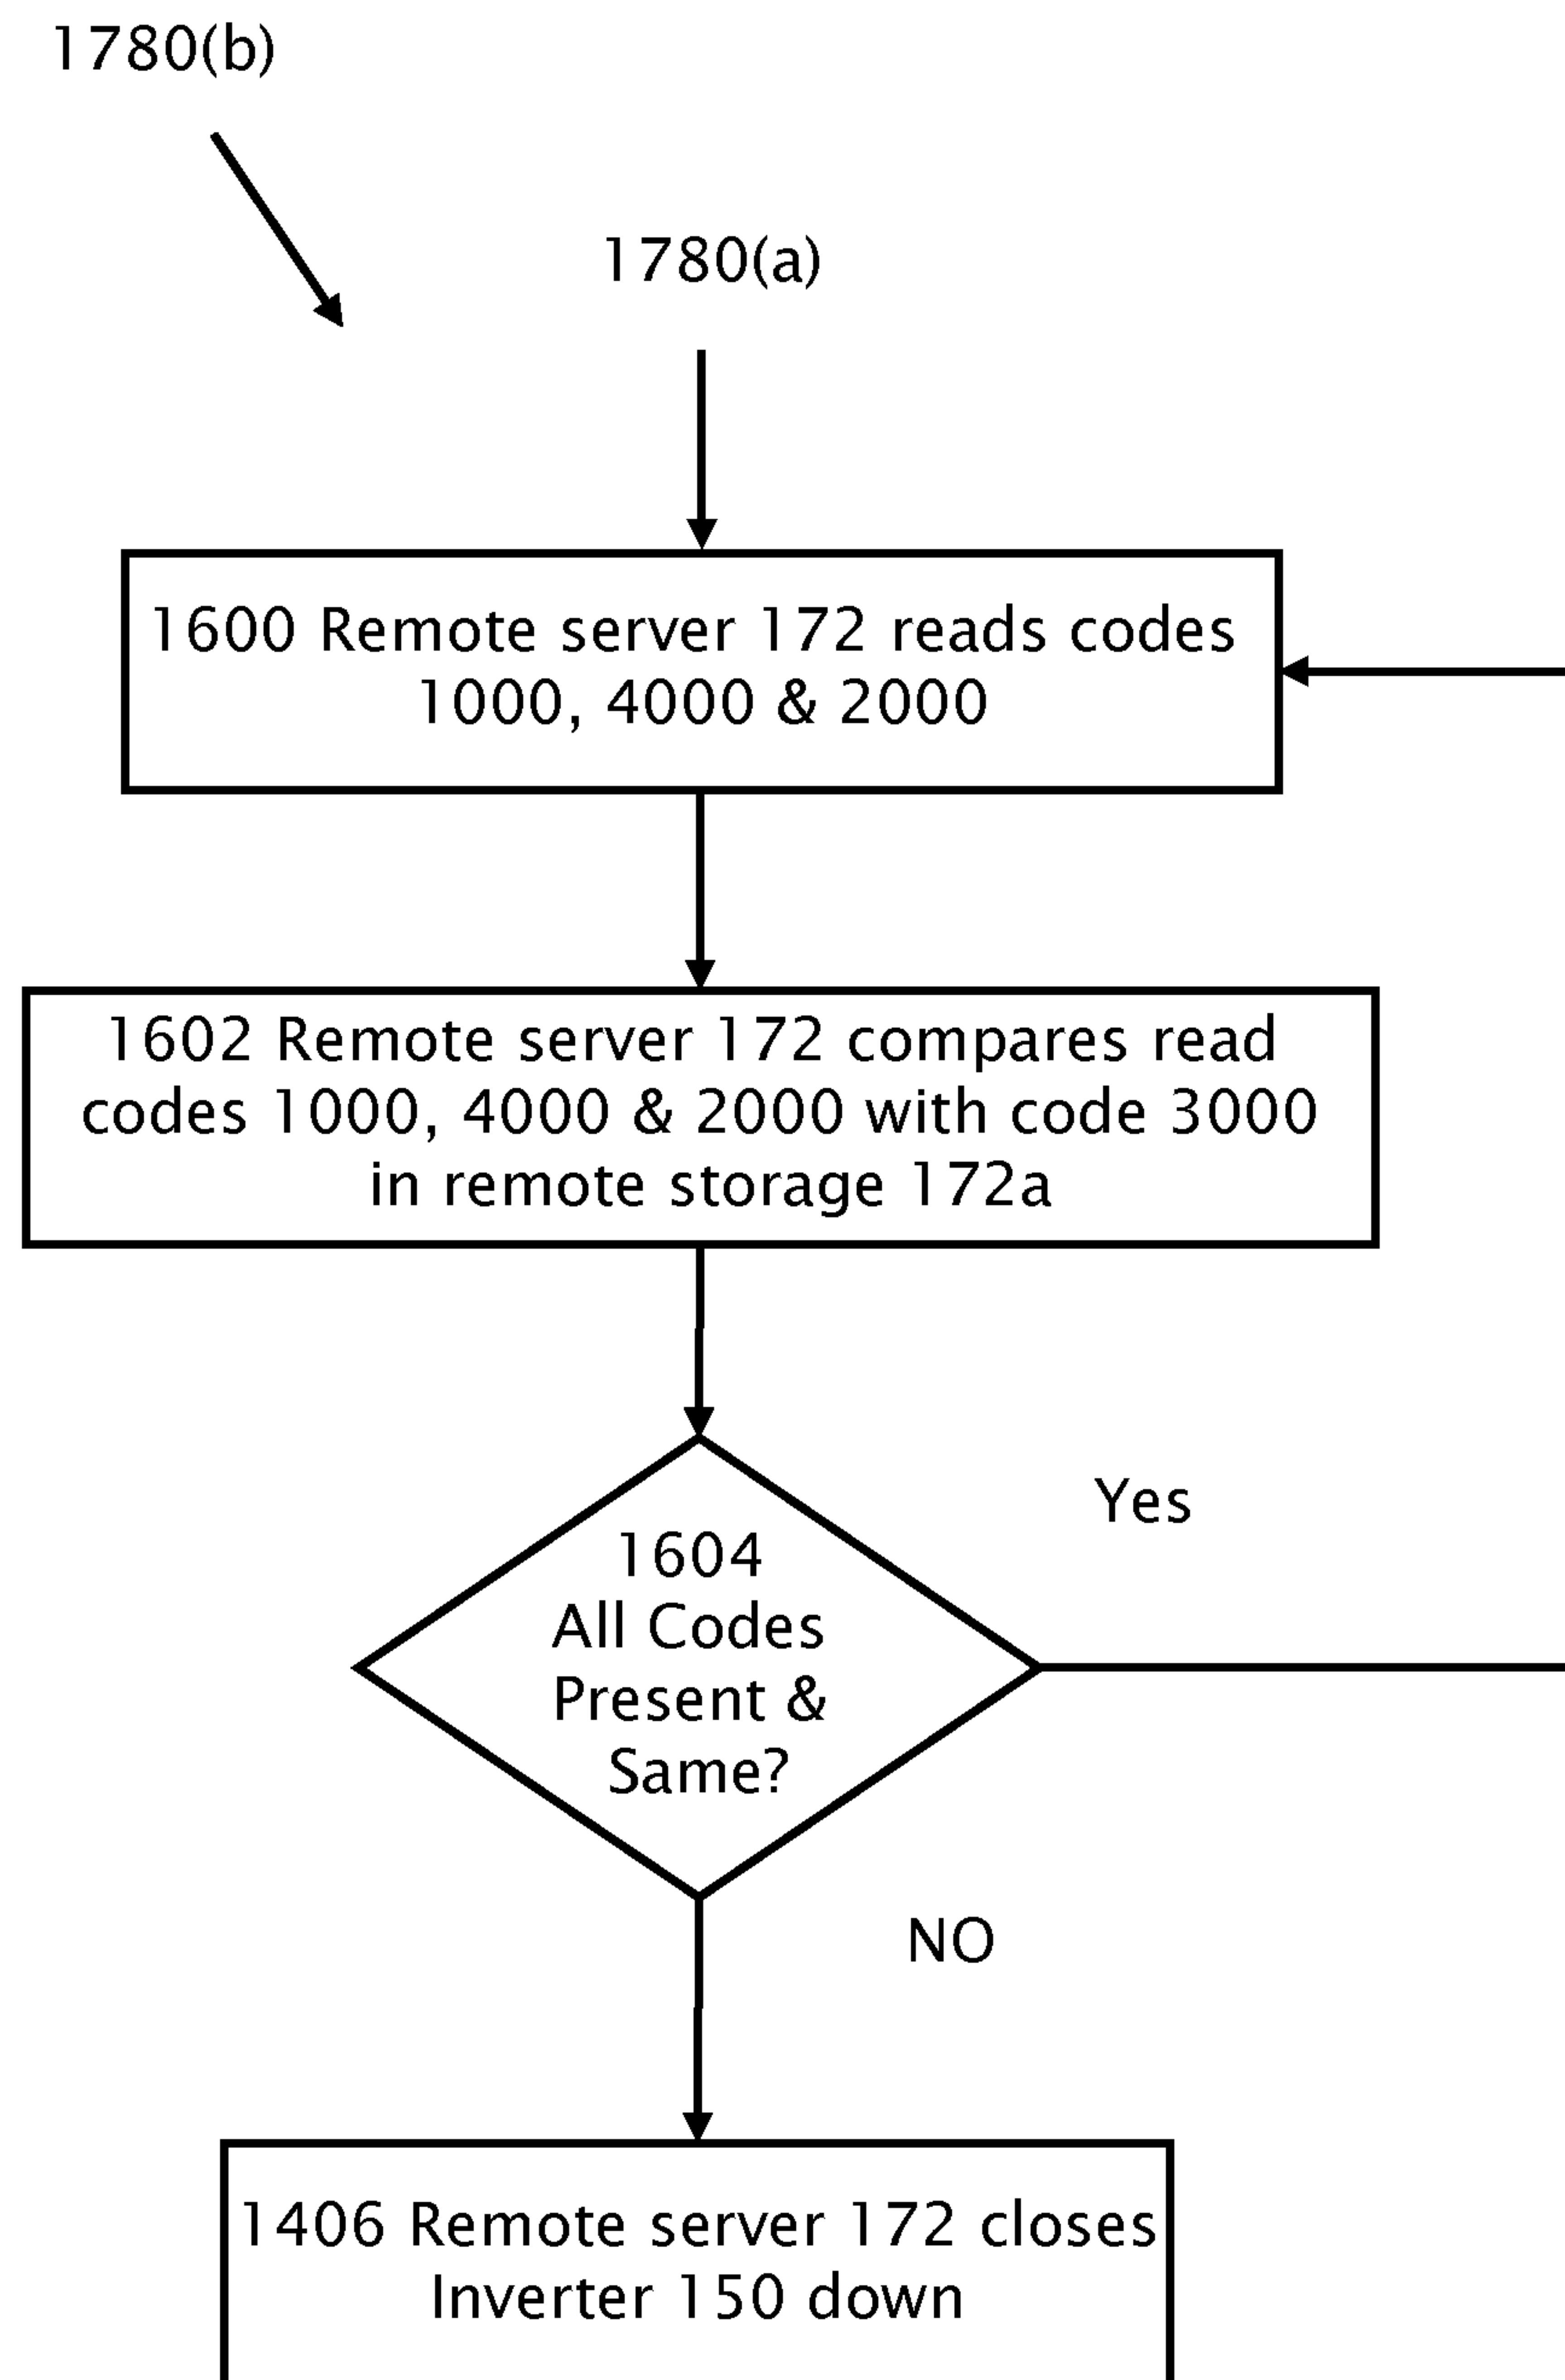 1780(b)
1780(a)
1600 Remote server 172 reads codes
1000, 4000 & 2000
1602 Remote server 172 compares read
codes 1000, 4000 & 2000 with code 3000
in remote storage 172a
Yes
1604
All Codes
Present &
Same?
NO
1406 Remote server 172 closes
Inverter 150 down